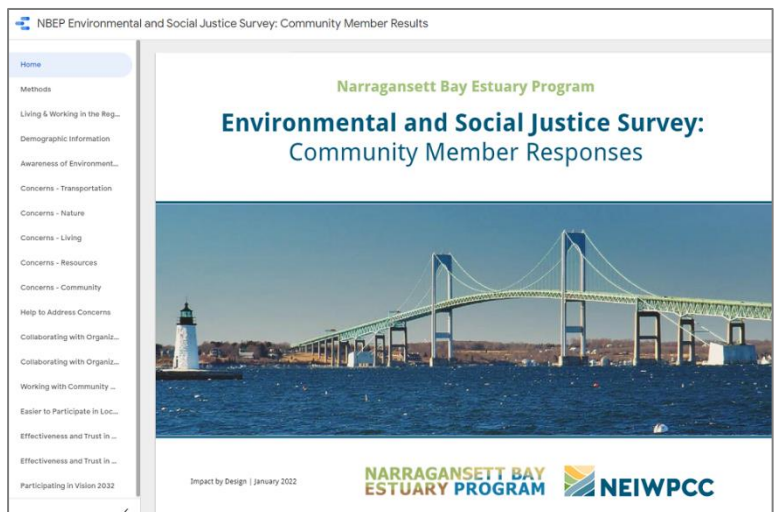 NBEP Environmental and Social Justice Survey: Community Member Results
Home
Methods
Living & Working in the Reg...
Demographic Information
Awareness of Environment...
Concerns - Transportation
Concerns - Nature
Concerns - Living
Concerns - Resources
Concerns - Community
Help to Address Concerns
Collaborating with Organiz...
Collaborating with Organiz...
Working with Community ...
Easier to Participate in Loc...
Effectiveness and Trust in ...
Effectiveness and Trust in ...
Participating in Vision 2032
Narragansett Bay Estuary Program
Environmental and Social Justice Survey:
Community Member Responses
Impact by Design | January 2022
NARRAGANSETT BAY
ESTUARY PROGRAM
NEIWPCC